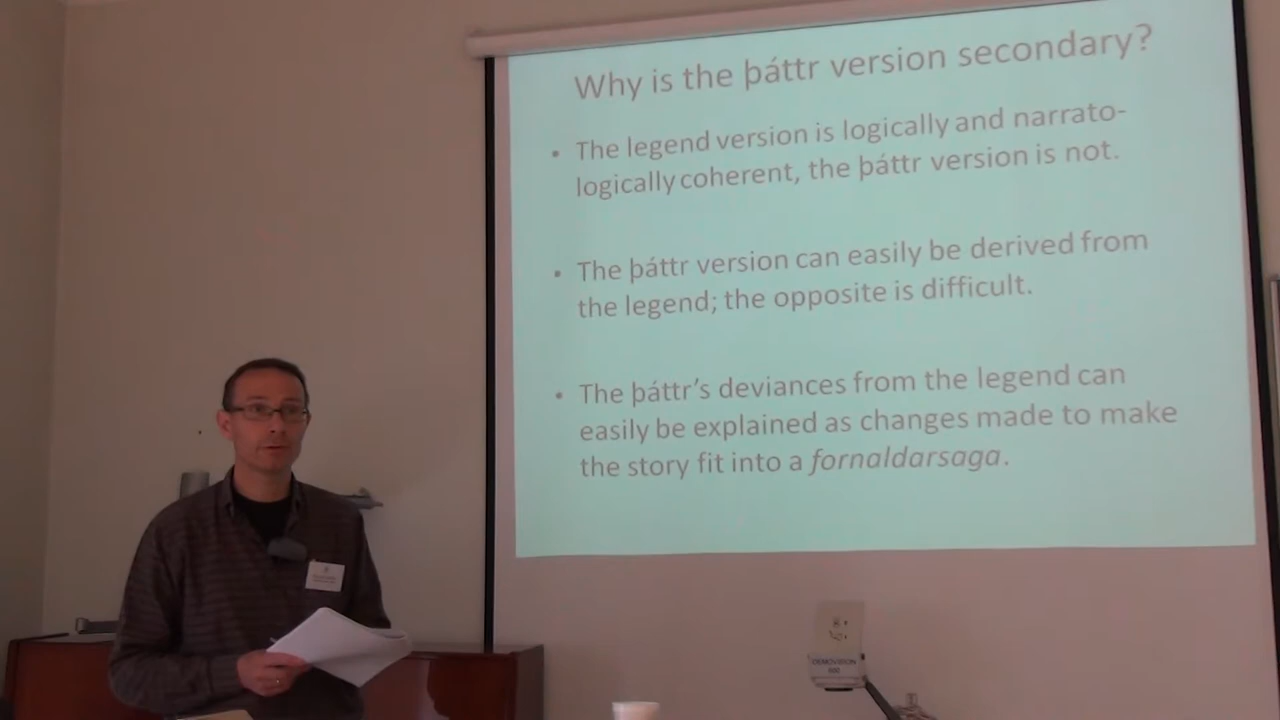 Why is the þáttr version secondary?
• The legend version is logically and narrato-
logically coherent, the þáttr version is not.
• The þáttr version can easily be derived from
the legend; the opposite is difficult.
• The þáttr’s deviances from the legend can
easily be explained as changes made to make
the story fit into a fornaldarsaga.